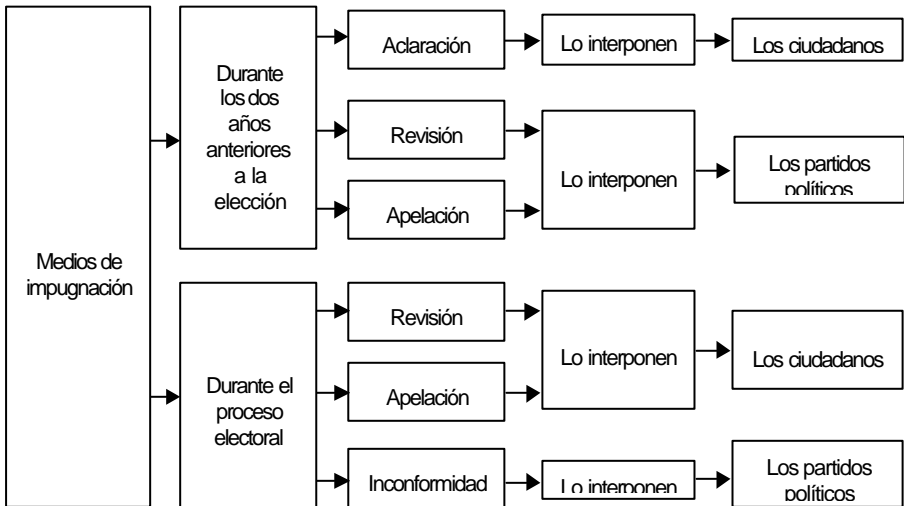 Medios de
impugnación
Durante
los dos
años
anteriores
a la
elección
Aclaración
Lo interponen
Los ciudadanos
Revisión
Apelación
Lo interponen
Los partidos
políticos
Durante el
proceso
electoral
Revisión
Apelación
Lo interponen
Los ciudadanos
Inconformidad
Lo interponen
Los partidos
políticos